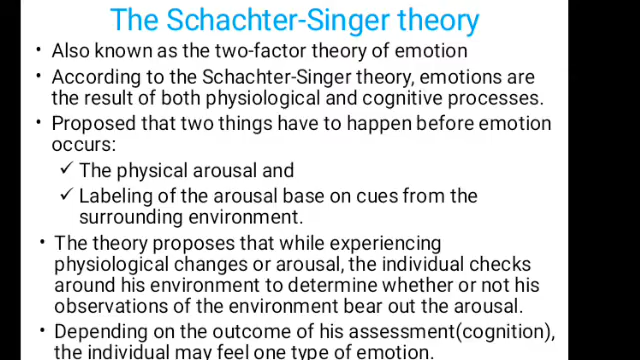 The Schachter-Singer theory
• Also known as the two-factor theory of emotion
• According to the Schachter-Singer theory, emotions are
the result of both physiological and cognitive processes.
• Proposed that two things have to happen before emotion
occurs:
✓ The physical arousal and
✓ Labeling of the arousal base on cues from the
surrounding environment.
• The theory proposes that while experiencing
physiological changes or arousal, the individual checks
around his environment to determine whether or not his
observations of the environment bear out the arousal.
• Depending on the outcome of his assessment(cognition),
the individual may feel one type of emotion.